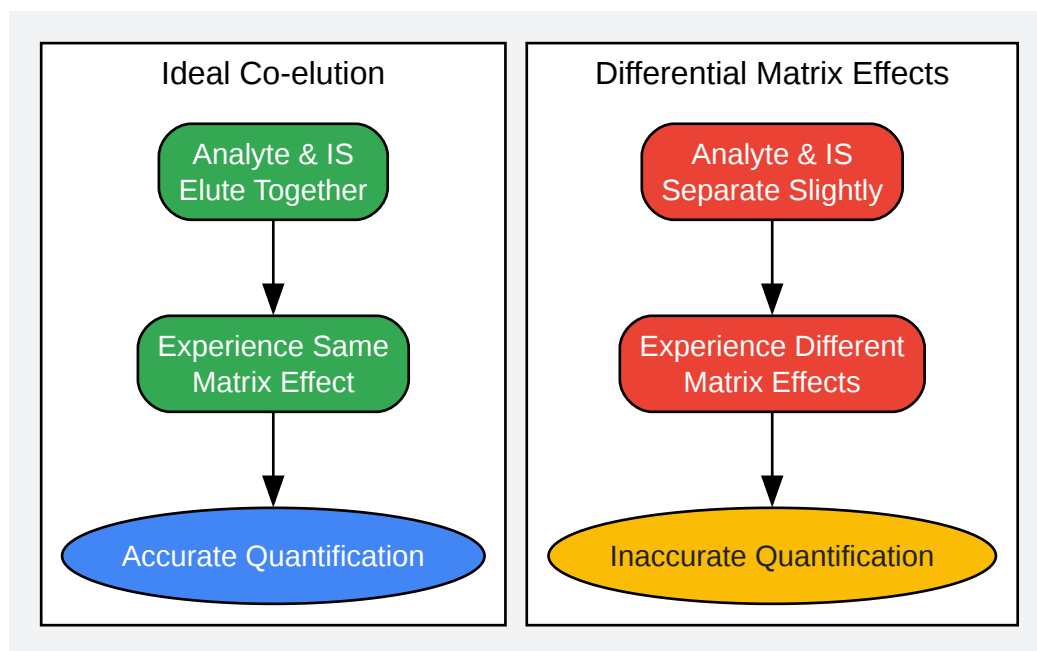 Ideal Co-elution
Analyte & IS
Elute Together
Experience Same
Matrix Effect
Accurate Quantification
Differential Matrix Effects
Analyte & IS
Separate Slightly
Experience Different
Matrix Effects
Inaccurate Quantification